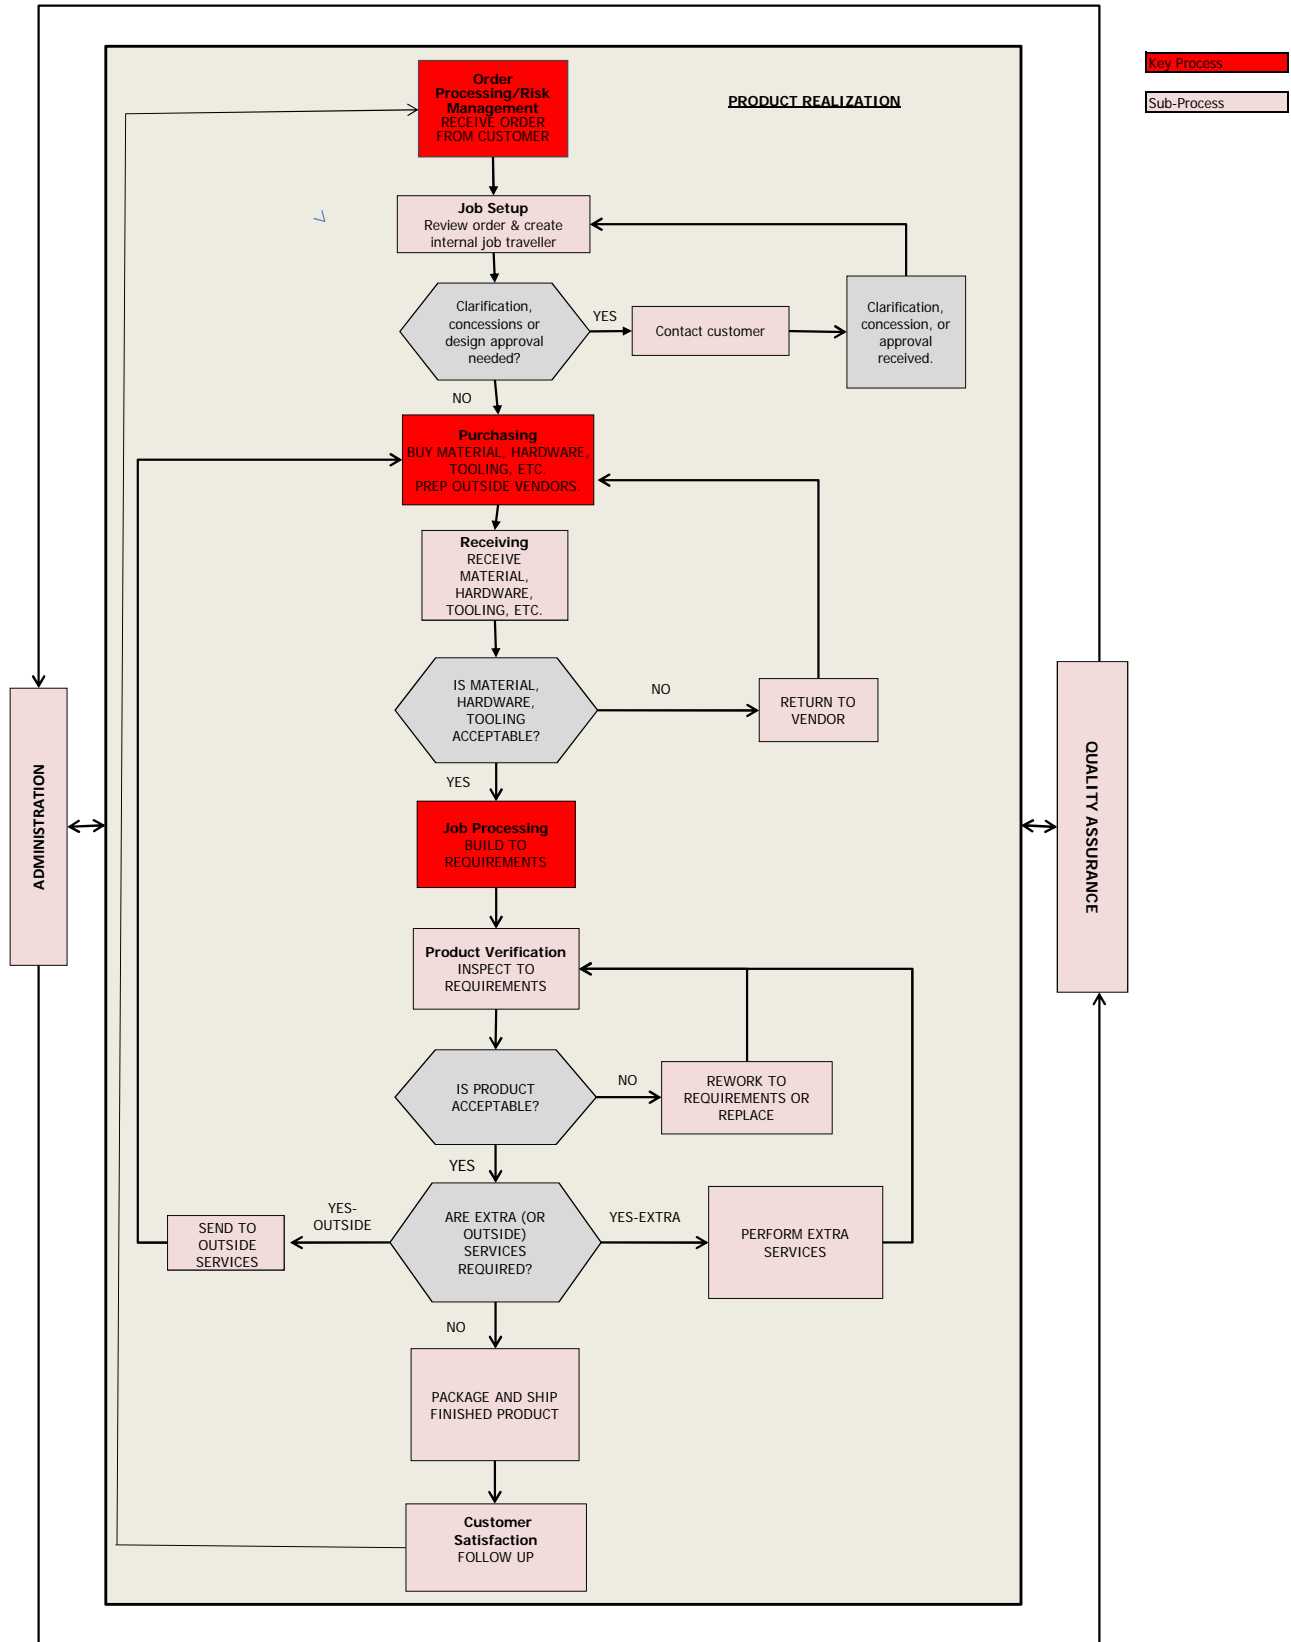 Order
Processing/Risk
Management
RECEIVE ORDER
FROM CUSTOMER
PRODUCT REALIZATION
Key Process
Sub-Process
Job Setup
Review order & create
internal job traveller
Clarification,
concessions or
design approval
needed?
YES
Contact customer
Clarification,
concession, or
approval
received.
NO
Purchasing
BUY MATERIAL, HARDWARE,
TOOLING, ETC.
PREP OUTSIDE VENDORS.
Receiving
RECEIVE
MATERIAL,
HARDWARE,
TOOLING, ETC.
IS MATERIAL,
HARDWARE,
TOOLING
ACCEPTABLE?
NO
RETURN TO
VENDOR
YES
ADMINISTRATION
QUALITY ASSURANCE
Job Processing
BUILD TO
REQUIREMENTS
Product Verification
INSPECT TO
REQUIREMENTS
IS PRODUCT
ACCEPTABLE?
NO
REWORK TO
REQUIREMENTS OR
REPLACE
YES
ARE EXTRA (OR
OUTSIDE)
SERVICES
REQUIRED?
YES-
OUTSIDE
SEND TO
OUTSIDE
SERVICES
YES-EXTRA
PERFORM EXTRA
SERVICES
NO
PACKAGE AND SHIP
FINISHED PRODUCT
Customer
Satisfaction
FOLLOW UP